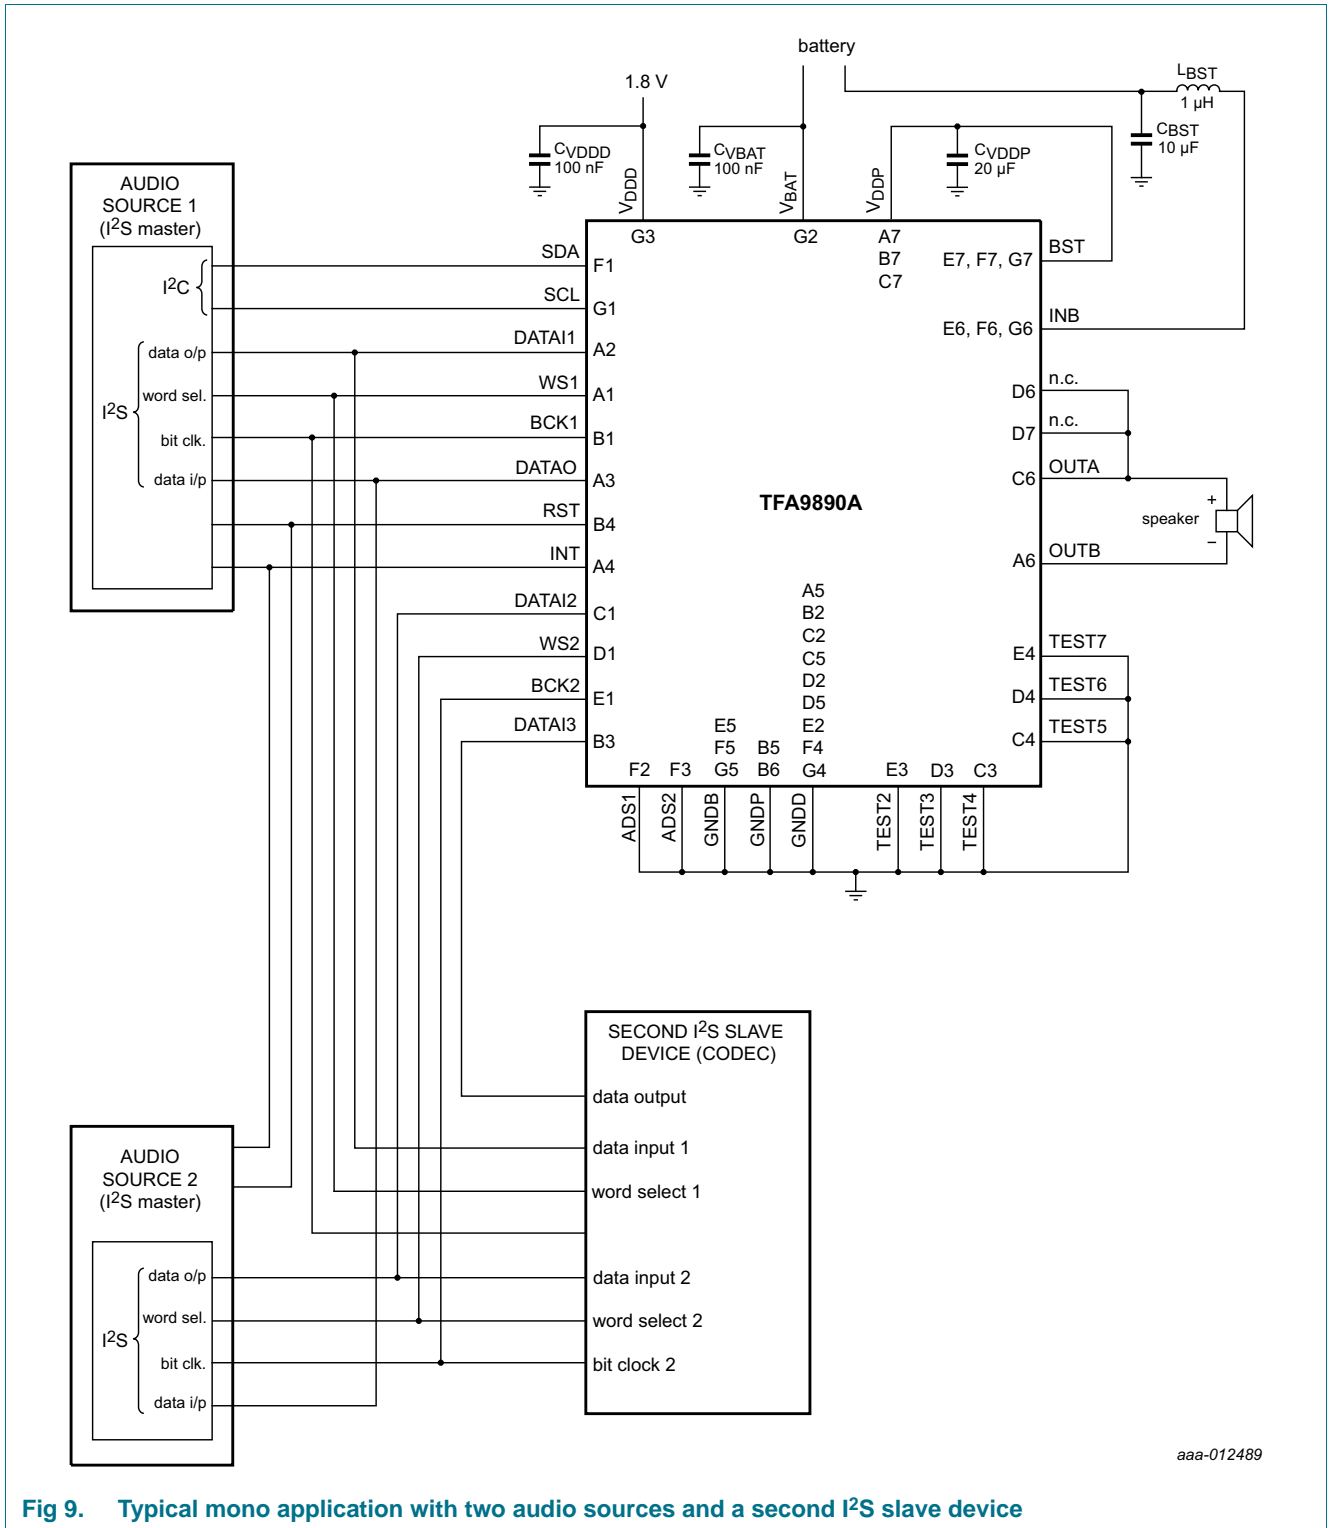 battery
1.8 V
LBST
1 µH
CVDDD
100 nF
CVBAT
100 nF
CVDDP
20 µF
CBST
10 µF
VDDD
VBAT
VDDP
AUDIO
SOURCE 1
(I2S master)
I2C
I2S
data o/p
word sel.
bit clk.
data i/p
SDA
SCL
DATAI1
WS1
BCK1
DATAO
RST
INT
DATAI2
WS2
BCK2
DATAI3
F1
G1
A2
A1
B1
A3
B4
A4
C1
D1
E1
B3
G3
G2
A7
B7
C7
E7, F7, G7
BST
E6, F6, G6
INB
D6
n.c.
D7
n.c.
C6
OUTA
A6
OUTB
+
speaker
−
TFA9890A
E4
TEST7
D4
TEST6
C4
TEST5
A5
B2
C2
C5
D2
D5
E2
F4
G4
E5
F5
G5
B5
B6
F2
F3
E3
D3
C3
ADS1
ADS2
GNDB
GNDP
GNDD
TEST2
TEST3
TEST4
SECOND I2S SLAVE
DEVICE (CODEC)
data output
data input 1
word select 1
data input 2
word select 2
bit clock 2
AUDIO
SOURCE 2
(I2S master)
I2S
data o/p
word sel.
bit clk.
data i/p
aaa-012489
Fig 9. Typical mono application with two audio sources and a second I2S slave device